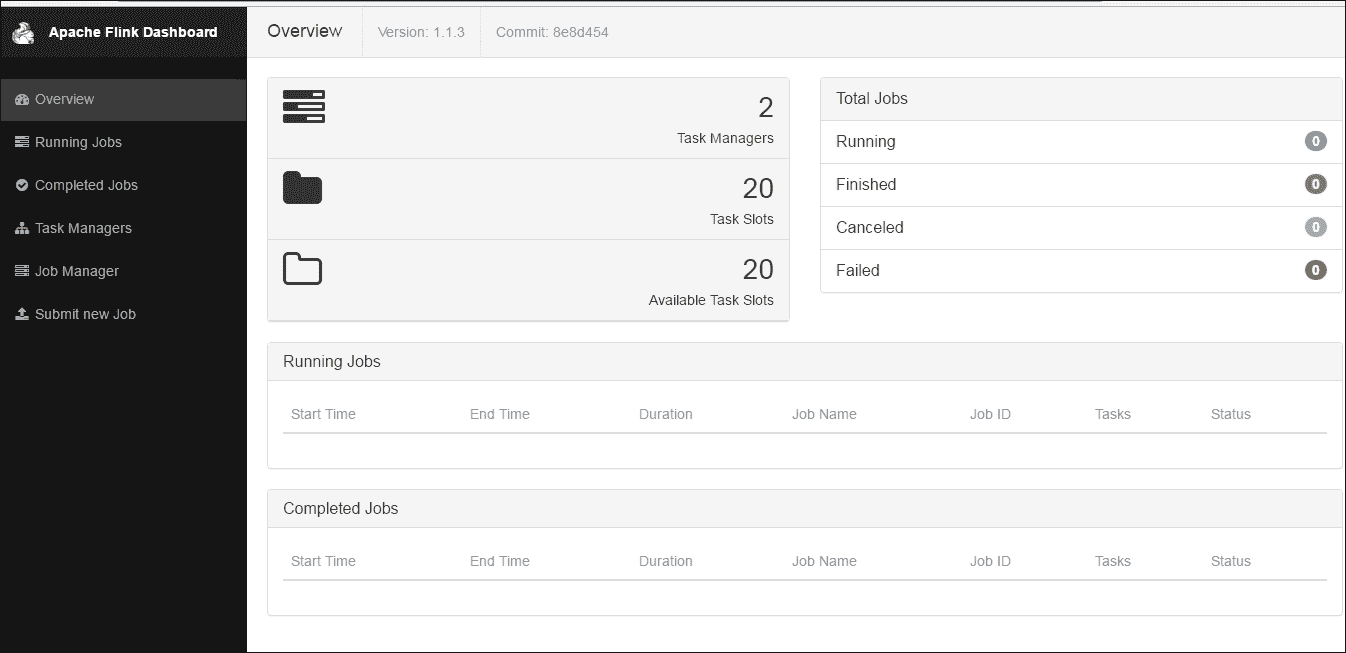 Apache Flink Dashboard
Overview
Running Jobs
Completed Jobs
Task Managers
Job Manager
Submit new Job
Overview Version: 1.1.3 Commit: 8e8d454
2
Task Managers
20
Task Slots
20
Available Task Slots
Total Jobs
Running 0
Finished 0
Canceled 0
Failed 0
Running Jobs
Start Time End Time Duration Job Name Job ID Tasks Status
Completed Jobs
Start Time End Time Duration Job Name Job ID Tasks Status